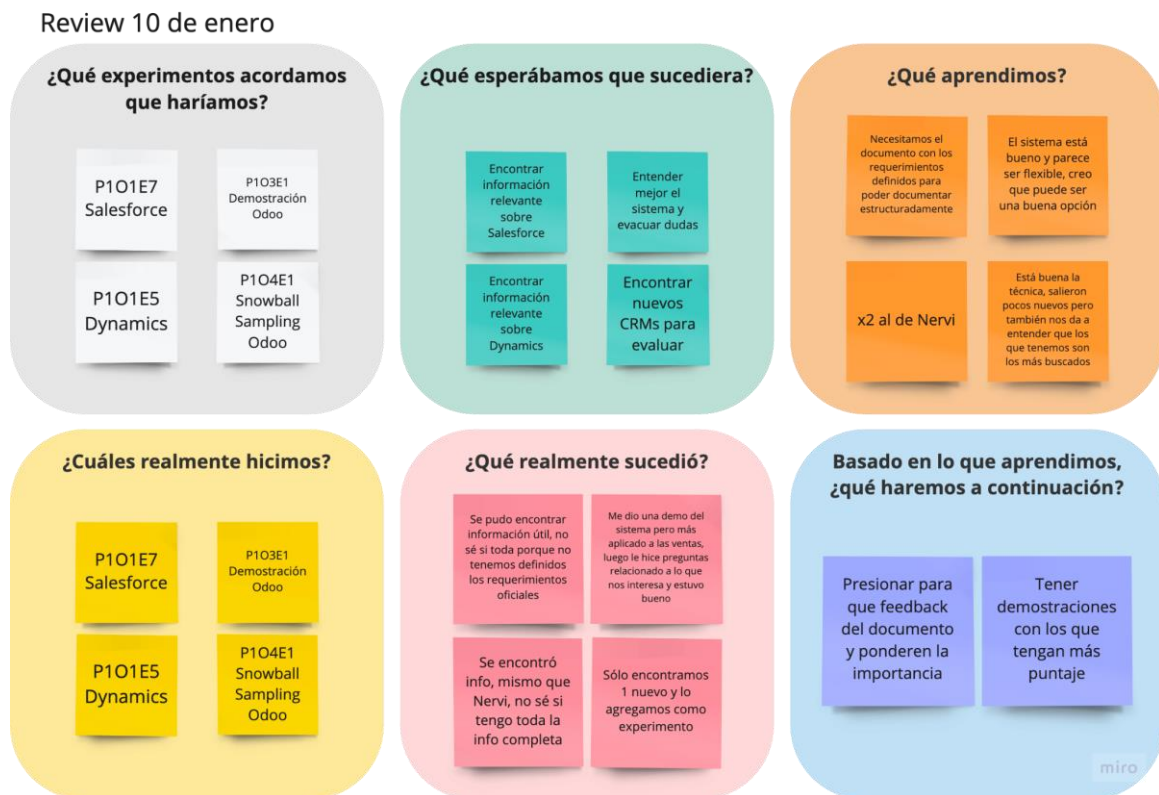 Review 10 de enero
¿Qué experimentos acordamos
que haríamos?
P1O1E7
Salesforce
P1O3E1
Demostración
Odoo
P1O1E5
Dynamics
P1O4E1
Snowball
Sampling
Odoo
¿Qué esperábamos que sucediera?
Encontrar
información
relevante
sobre
Salesforce
Entender
mejor el
sistema y
evacuar dudas
Encontrar
información
relevante
sobre
Dynamics
Encontrar
nuevos
CRMs para
evaluar
¿Qué aprendimos?
Necesitamos el
documento con los
requerimientos
definidos para
poder documentar
estructuradamente
El sistema está
bueno y parece
ser flexible, creo
que puede ser
una buena opción
x2 al de Nervi
Está buena la
técnica, salieron
pocos nuevos pero
también nos da a
entender que los
que tenemos son
los más buscados
¿Cuáles realmente hicimos?
P1O1E7
Salesforce
P1O3E1
Demostración
Odoo
P1O1E5
Dynamics
P1O4E1
Snowball
Sampling
Odoo
¿Qué realmente sucedió?
Se pudo encontrar
información útil, no
sé si toda porque no
tenemos definidos
los requerimientos
oficiales
Me dio una demo del
sistema pero más
aplicado a las ventas,
luego le hice preguntas
relacionado a lo que
nos interesa y estuvo
bueno
Se encontró
info, mismo que
Nervi, no sé si
tengo toda la
info completa
Sólo encontramos
1 nuevo y lo
agregamos como
experimento
Basado en lo que aprendimos,
¿qué haremos a continuación?
Presionar para
que feedback
del documento
y ponderen la
importancia
Tener
demostraciones
con los que
tengan más
puntaje
miro